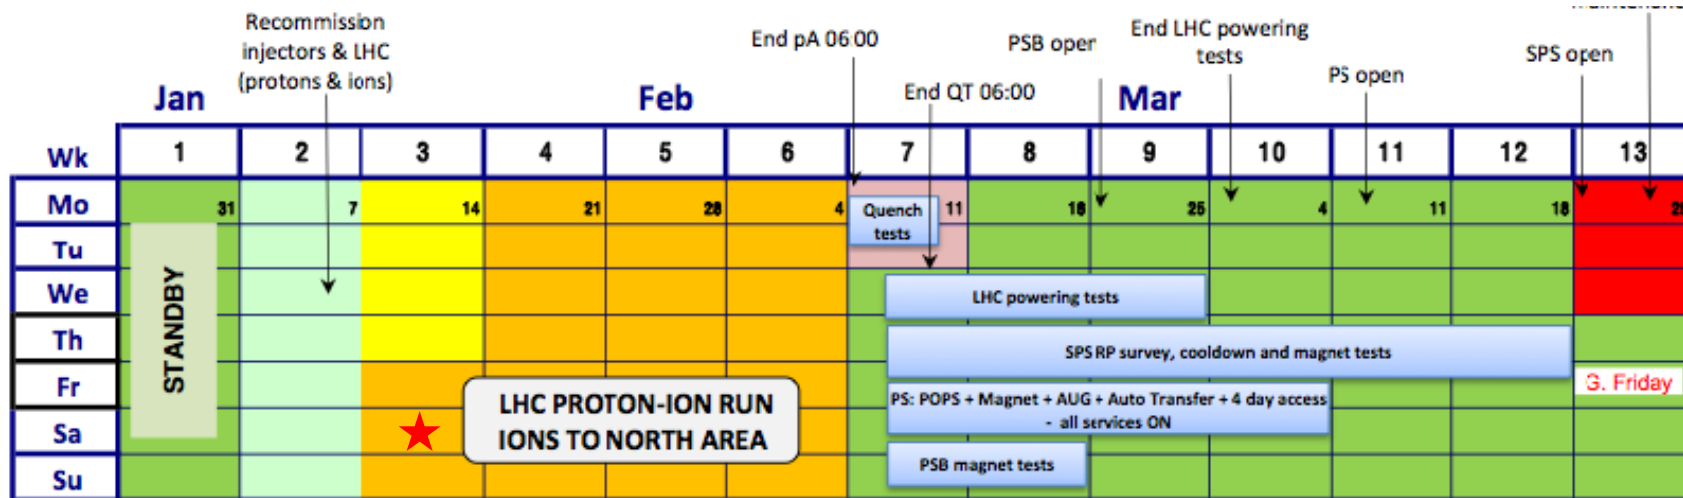 Recommission
injectors & LHC
(protons & ions)
End pA 06:00
End QT 06:00
PSB open
End LHC powering
tests
PS open
SPS open
Jan
Feb
Mar
Wk 1 2 3 4 5 6 7 8 9 10 11 12 13
Mo 31 7 14 21 28 4 11 18 25 4 11 18
Quench
tests
Tu
We
LHC powering tests
Th
SPS RP survey, cooldown and magnet tests
Fr
G. Friday
PS: POPS + Magnet + AUG + Auto Transfer + 4 day access
- all services ON
Sa
Su
PSB magnet tests
STANDBY
LHC PROTON-ION RUN
IONS TO NORTH AREA